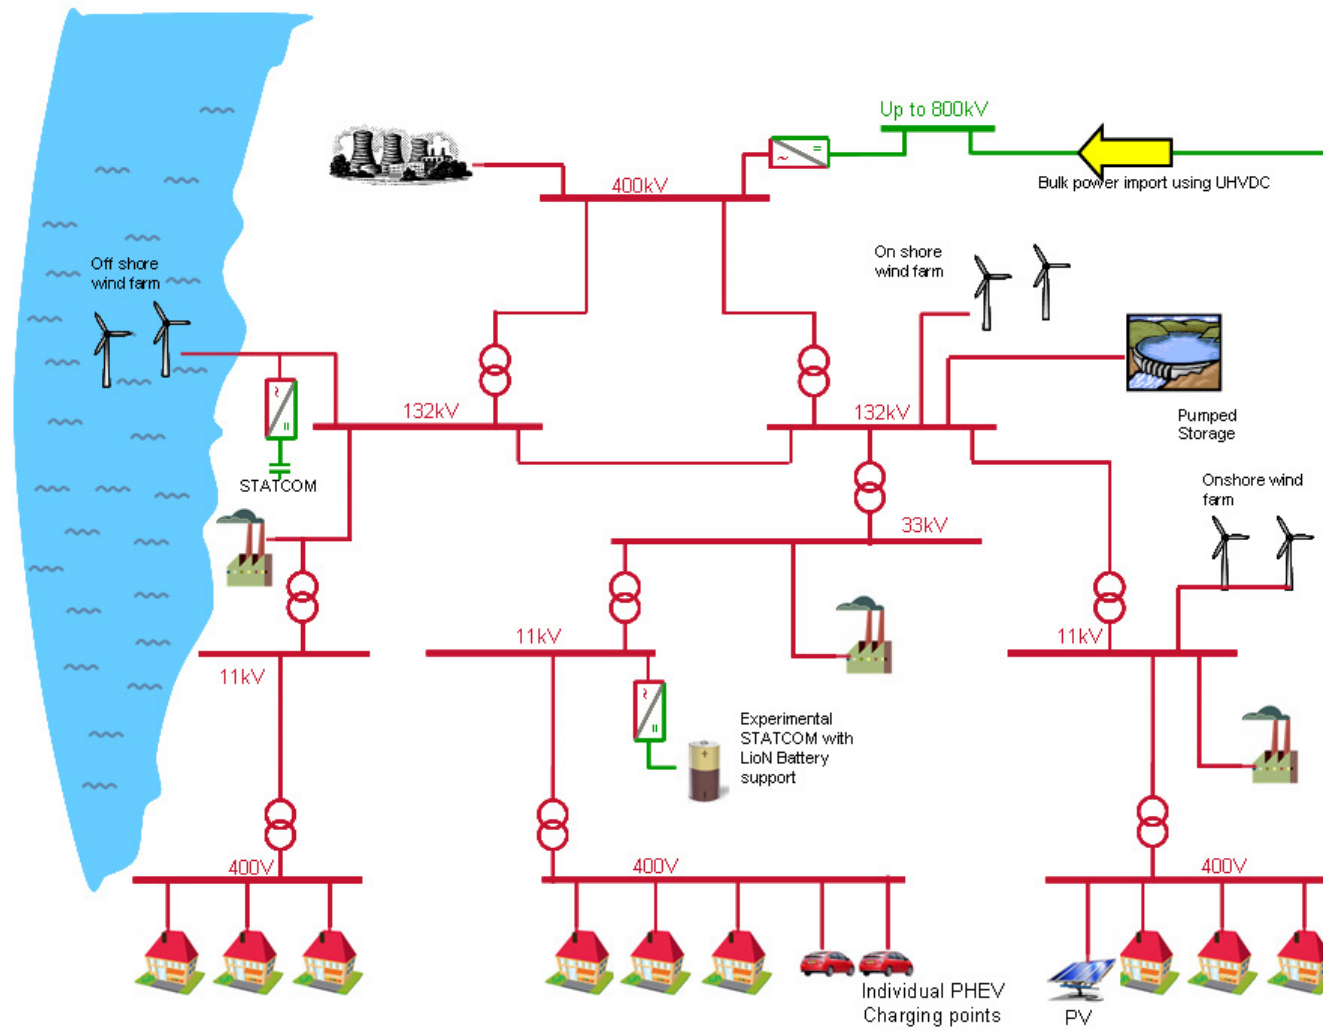 Up to 800kV
400kV
Bulk power import using UHVDC
Off shore
wind farm
On shore
wind farm
132kV
132kV
Pumped
Storage
STATCOM
Onshore wind
farm
33kV
11kV
11kV
11kV
Experimental
STATCOM with
LioN Battery
support
400V
400V
400V
Individual PHEV
Charging points
PV